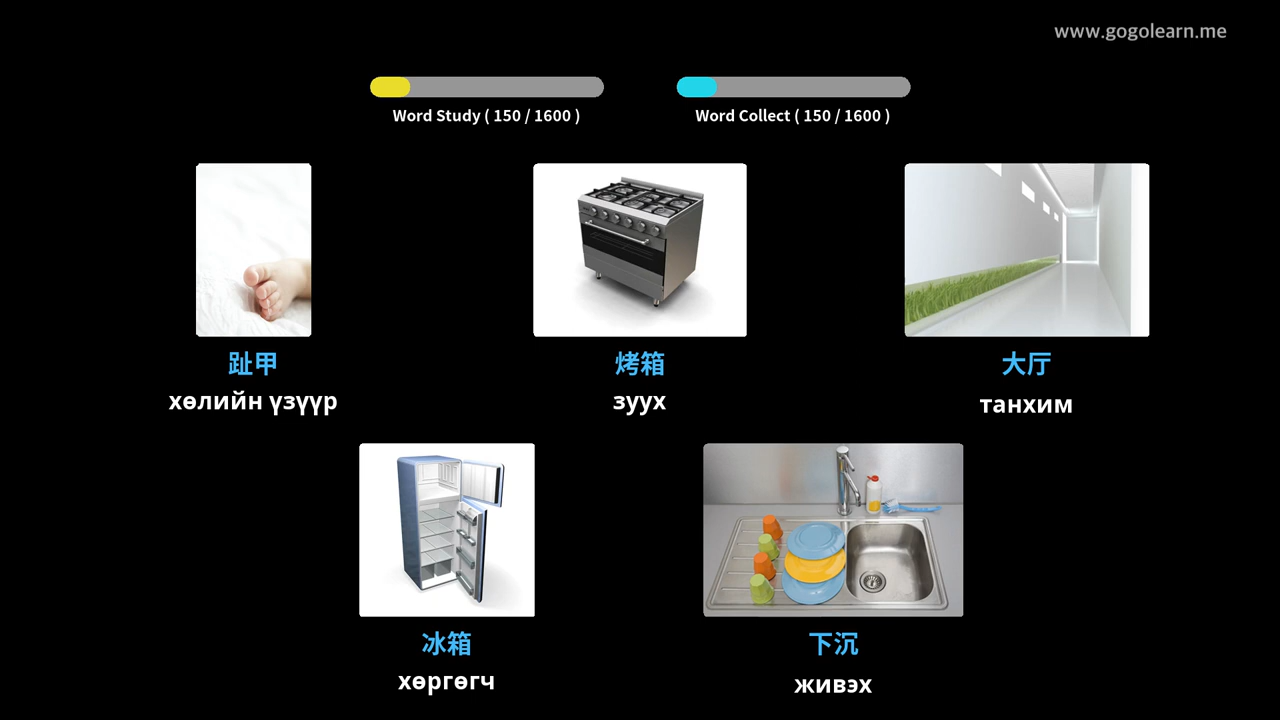 www.gogolearn.me
Word Study ( 150 / 1600 )
Word Collect ( 150 / 1600 )
趾甲
хөлийн үзүүр
烤箱
зуух
大厅
танхим
冰箱
хөргөгч
下沉
живэх